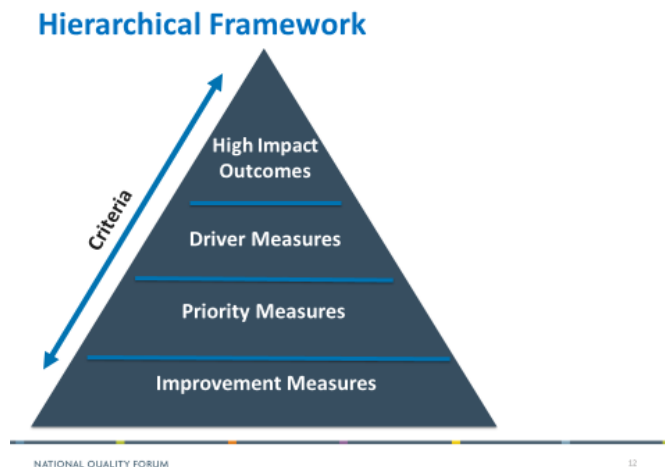 Hierarchical Framework
High Impact
Outcomes
Criteria
Driver Measures
Priority Measures
Improvement Measures
NATIONAL QUALITY FORUM
12